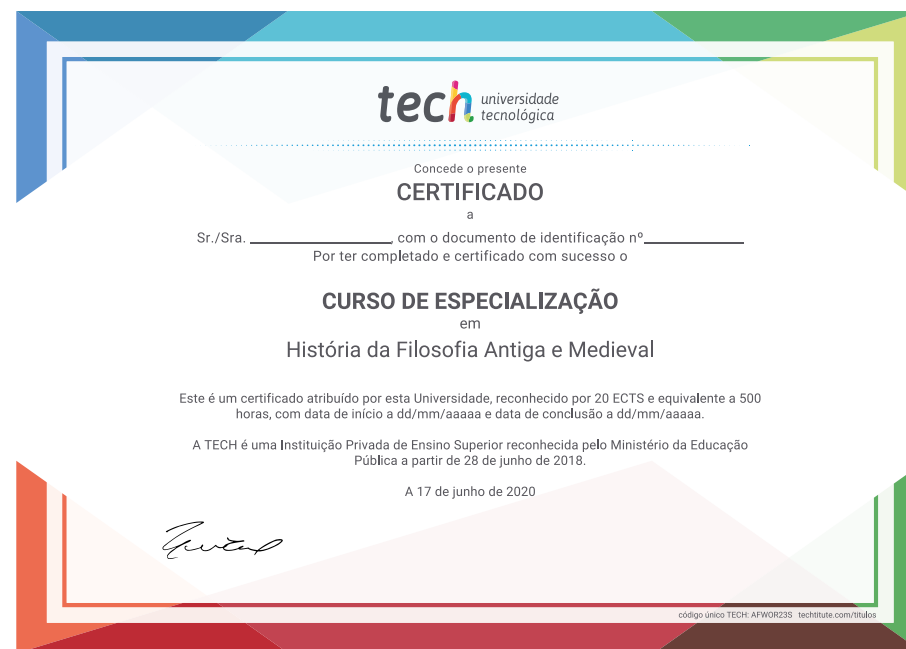 tech universidade
tecnológica
Concede o presente
CERTIFICADO
a
Sr./Sra. ____________________, com o documento de identificação nº______________
Por ter completado e certificado com sucesso o
CURSO DE ESPECIALIZAÇÃO
em
História da Filosofia Antiga e Medieval
Este é um certificado atribuído por esta Universidade, reconhecido por 20 ECTS e equivalente a 500
horas, com data de início a dd/mm/aaaaa e data de conclusão a dd/mm/aaaaa.
A TECH é uma Instituição Privada de Ensino Superior reconhecida pelo Ministério da Educação
Pública a partir de 28 de junho de 2018.
A 17 de junho de 2020
código único TECH: AFWOR23S techtitute.com/titulos